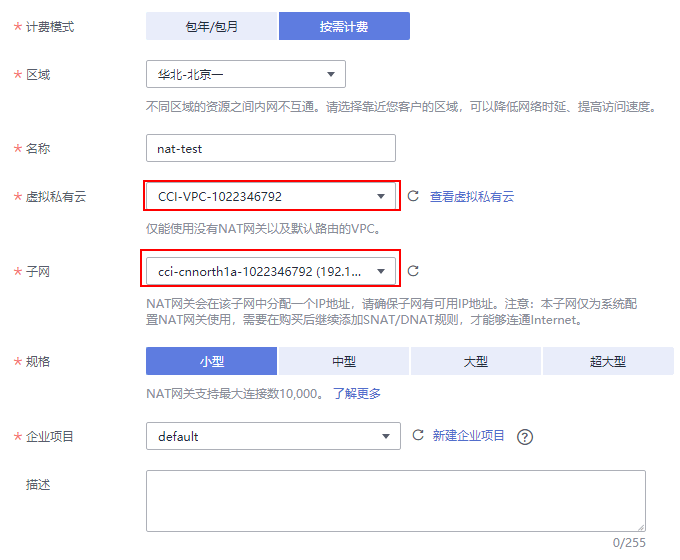 * 计费模式 包年/包月 按需计费
* 区域 华北-北京一
不同区域的资源之间内网不互通。请选择靠近您客户的区域，可以降低网络时延、提高访问速度。
* 名称 nat-test
* 虚拟私有云 CCI-VPC-1022346792 查看虚拟私有云
仅能使用没有NAT网关以及默认路由的VPC。
* 子网 cci-cnnorth1a-1022346792 (192.1...
NAT网关会在该子网中分配一个IP地址，请确保子网有可用IP地址。注意：本子网仅为系统配
置NAT网关使用，需要在购买后继续添加SNAT/DNAT规则，才能够连通Internet。
* 规格 小型 中型 大型 超大型
NAT网关支持最大连接数10,000。 了解更多
* 企业项目 default 新建企业项目 ?
描述
0/255